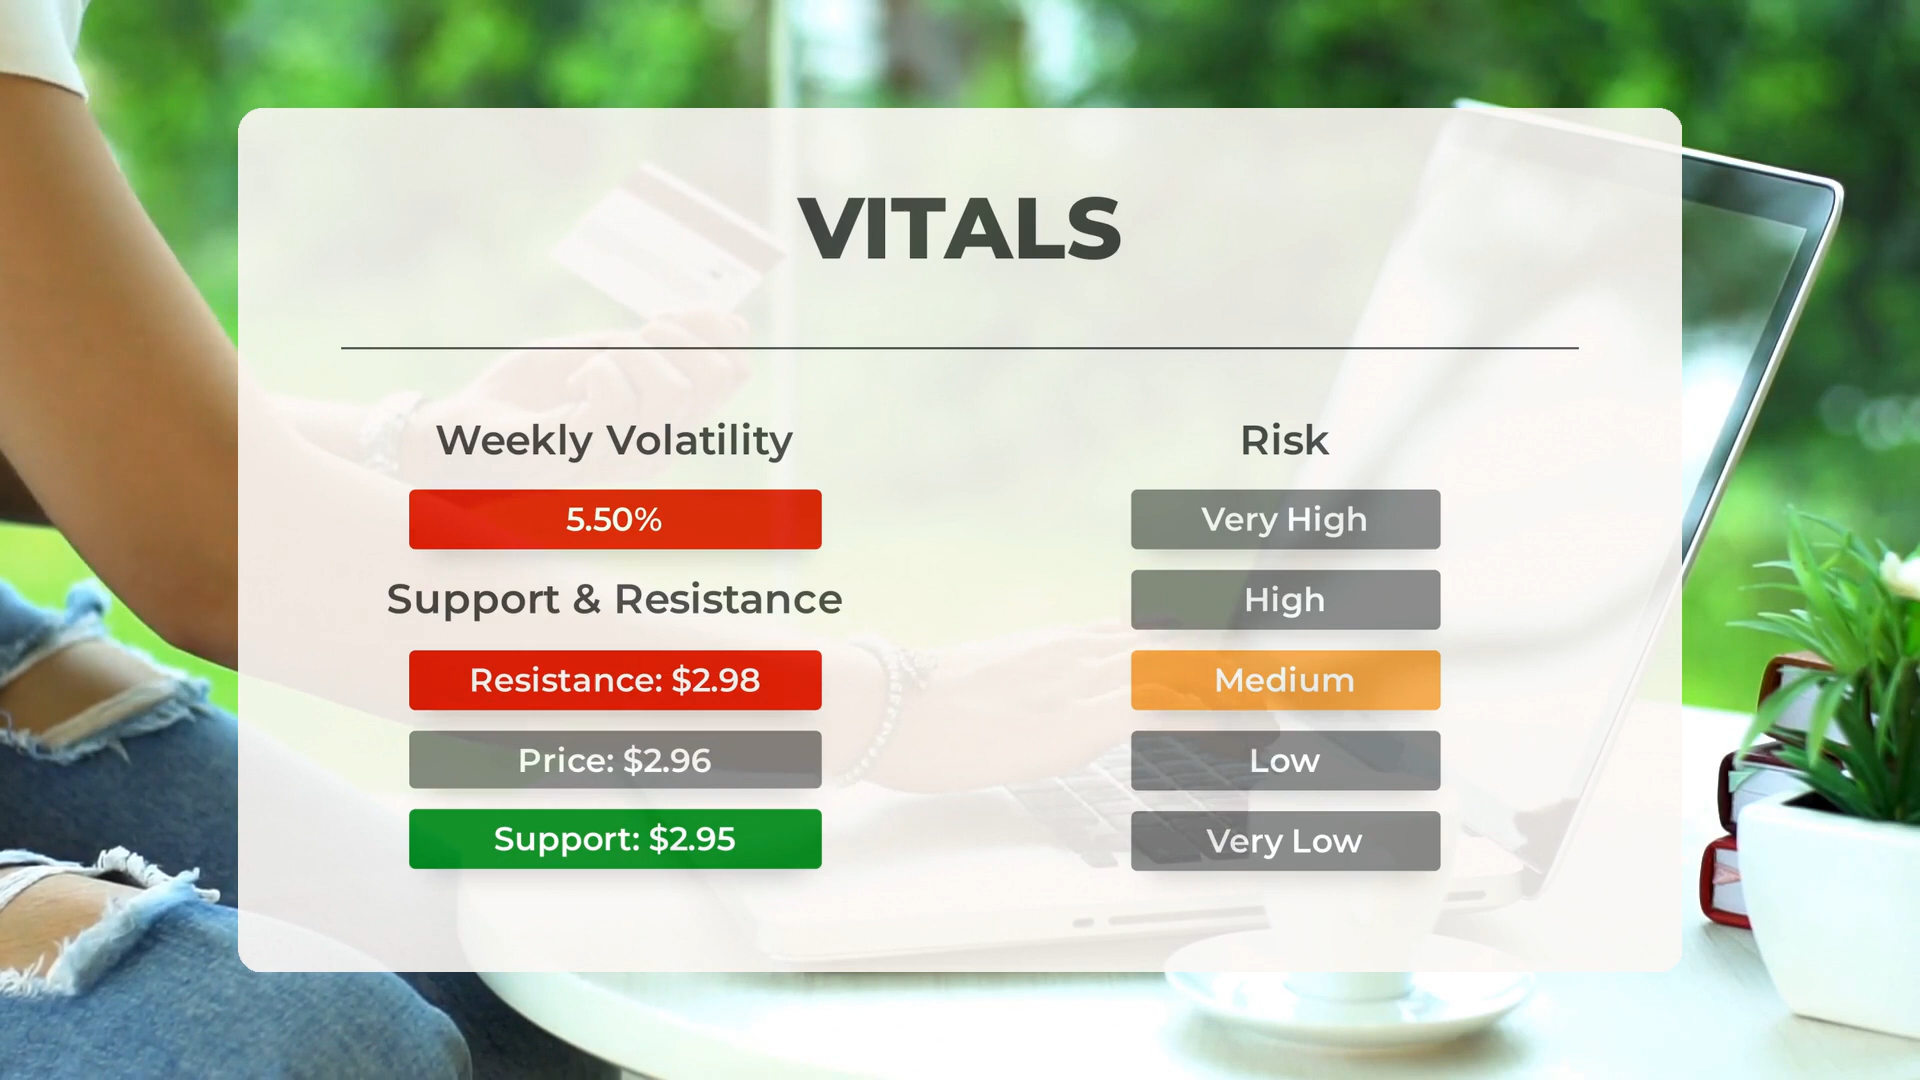 VITALS
Weekly Volatility
5.50%
Support & Resistance
Resistance: $2.98
Price: $2.96
Support: $2.95
Risk
Very High
High
Medium
Low
Very Low